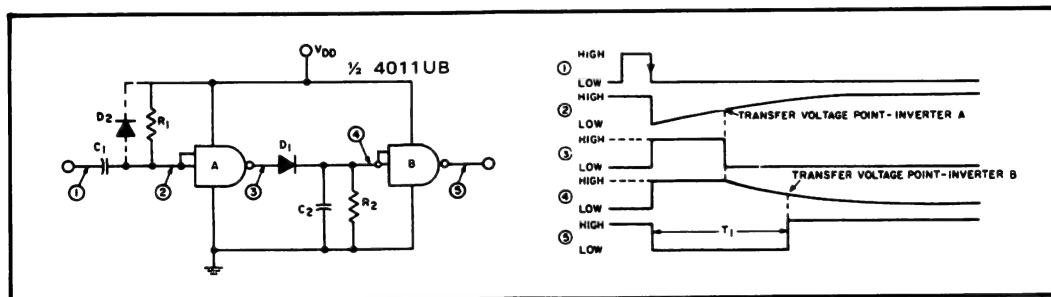 VDD
½ 4011UB
D2
R1
C1
A
D1
④
B
①
②
③
⑤
C2
R2
① HIGH
LOW
② HIGH
LOW
TRANSFER VOLTAGE POINT-INVERTER A
③ HIGH
LOW
④ HIGH
LOW
TRANSFER VOLTAGE POINT-INVERTER B
⑤ HIGH
LOW
T1